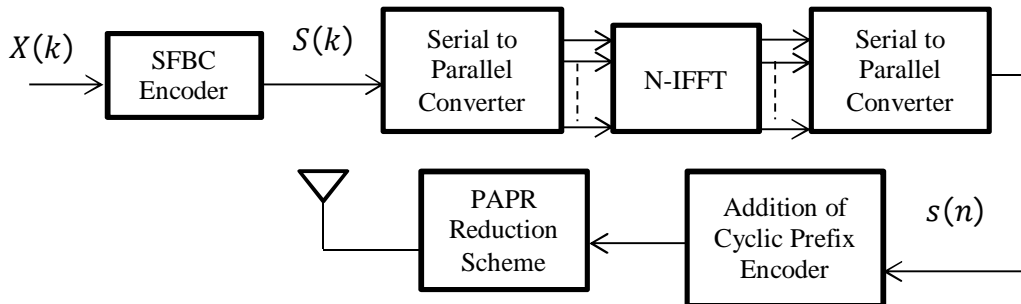 X(k)
SFBC
Encoder
S(k)
Serial to
Parallel
Converter
N-IFFT
Serial to
Parallel
Converter
PAPR
Reduction
Scheme
Addition of
Cyclic Prefix
Encoder
s(n)